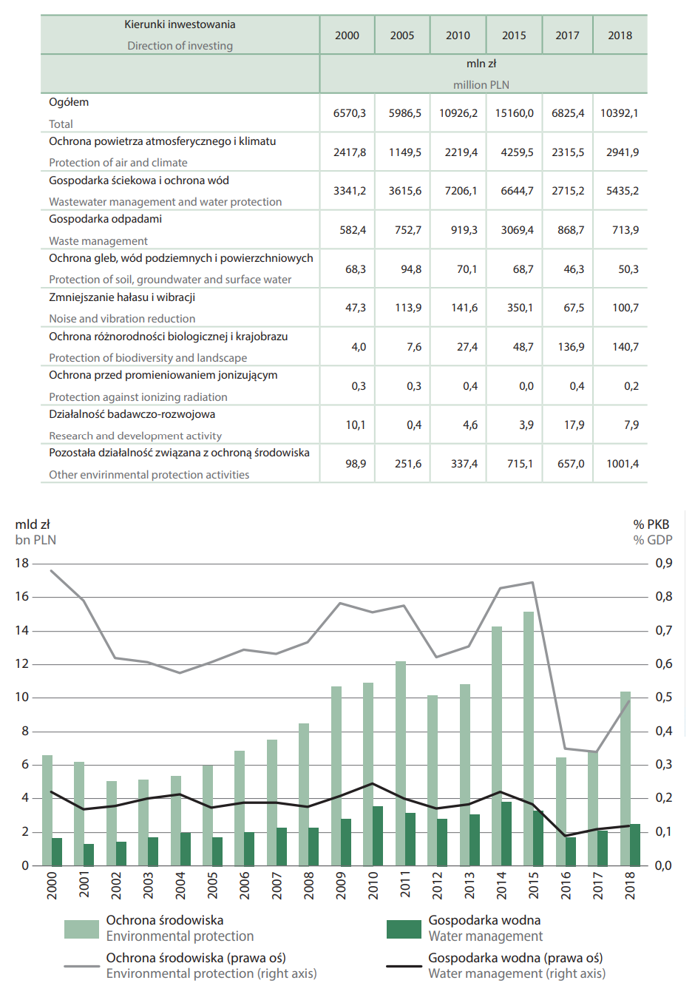 Kierunki inwestowania
Direction of investing
2000 2005 2010 2015 2017 2018
mln zł
million PLN
Ogółem
Total
6570,3 5986,5 10926,2 15160,0 6825,4 10392,1
Ochrona powietrza atmosferycznego i klimatu
Protection of air and climate
2417,8 1149,5 2219,4 4259,5 2315,5 2941,9
Gospodarka ściekowa i ochrona wód
Wastewater management and water protection
3341,2 3615,6 7206,1 6644,7 2715,2 5435,2
Gospodarka odpadami
Waste management
582,4 752,7 919,3 3069,4 868,7 713,9
Ochrona gleb, wód podziemnych i powierzchniowych
Protection of soil, groundwater and surface water
68,3 94,8 70,1 68,7 46,3 50,3
Zmniejszanie hałasu i wibracji
Noise and vibration reduction
47,3 113,9 141,6 350,1 67,5 100,7
Ochrona różnorodności biologicznej i krajobrazu
Protection of biodiversity and landscape
4,0 7,6 27,4 48,7 136,9 140,7
Ochrona przed promieniowaniem jonizującym
Protection against ionizing radiation
0,3 0,3 0,4 0,0 0,4 0,2
Działalność badawczo-rozwojowa
Research and development activity
10,1 0,4 4,6 3,9 17,9 7,9
Pozostała działalność związana z ochroną środowiska
Other envirinmental protection activities
98,9 251,6 337,4 715,1 657,0 1001,4
mld zł % PKB
bn PLN % GDP
18 0,9
16 0,8
14 0,7
12 0,6
10 0,5
8 0,4
6 0,3
4 0,2
2 0,1
0 0,0
2000 2001 2002 2003 2004 2005 2006 2007 2008 2009 2010 2011 2012 2013 2014 2015 2016 2017 2018
Ochrona środowiska
Environmental protection
Gospodarka wodna
Water management
Ochrona środowiska (prawa oś)
Environmental protection (right axis)
Gospodarka wodna (prawa oś)
Water management (right axis)